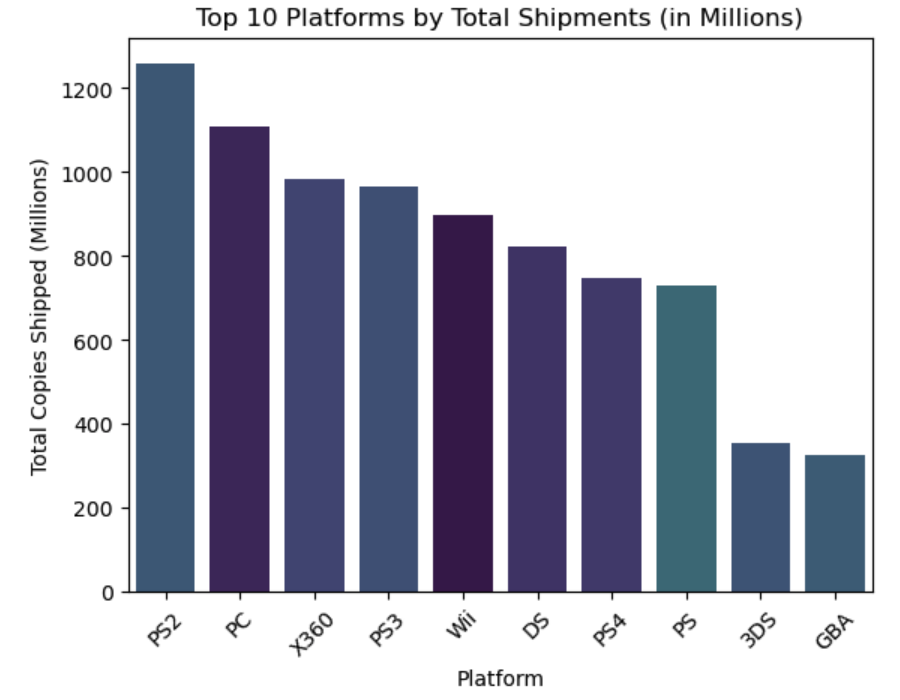 Top 10 Platforms by Total Shipments (in Millions)
Total Copies Shipped (Millions)
1200
1000
800
600
400
200
0
PS2
PC
X360
PS3
Wii
DS
PS4
PS
3DS
GBA
Platform